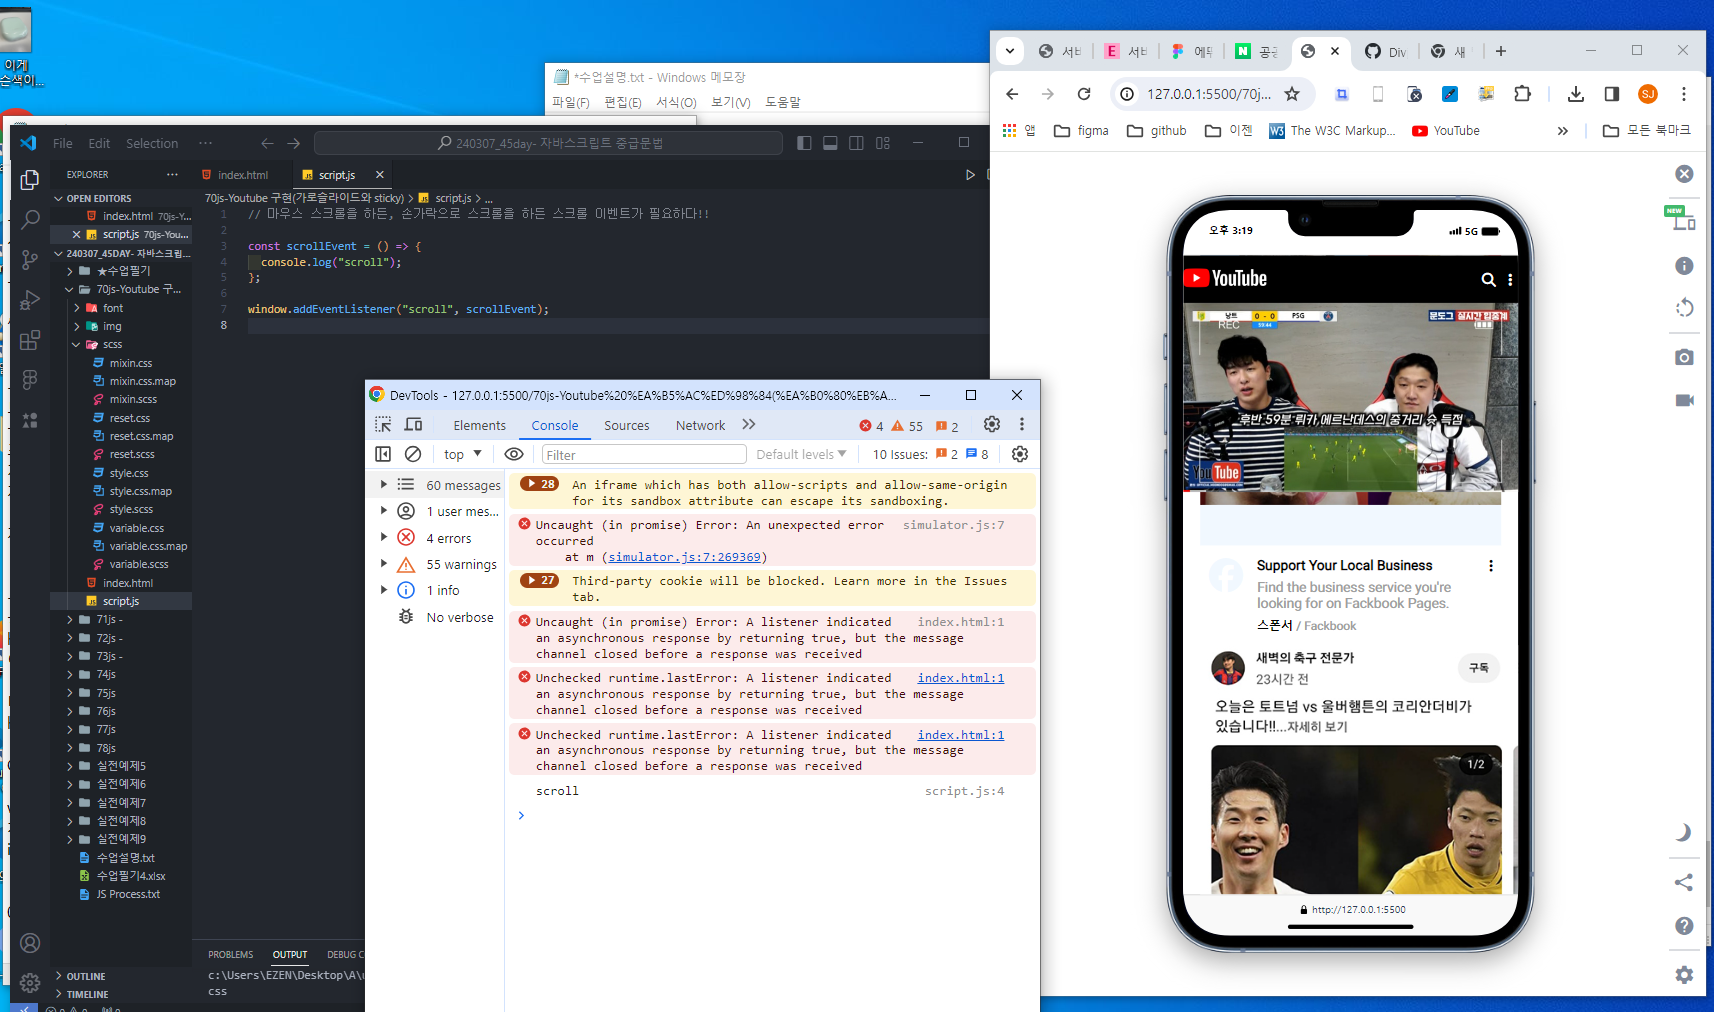 이게
손색이...
*수업설명.txt - Windows 메모장
파일(F) 편집(E) 서식(O) 보기(V) 도움말
File Edit Selection ···
240307_45day- 자바스크립트 중급문법
EXPLORER ···
OPEN EDITORS
index.html 70js-Y...
script.js 70js-You...
240307_45DAY- 자바스크립...
★수업필기
70js-Youtube 구...
font
img
scss
mixin.css
mixin.css.map
mixin.scss
reset.css
reset.css.map
reset.scss
style.css
style.css.map
style.scss
variable.css
variable.css.map
variable.scss
index.html
script.js
71js -
72js -
73js -
74js
75js
76js
77js
78js
실전예제5
실전예제6
실전예제7
실전예제8
실전예제9
수업설명.txt
수업필기4.xlsx
JS Process.txt
OUTLINE
TIMELINE
index.html
script.js
70js-Youtube 구현(가로슬라이드와 sticky) > script.js > ...
1 // 마우스 스크롤을 하든, 손가락으로 스크롤을 하든 스크롤 이벤트가 필요하다!!
2
3 const scrollEvent = () => {
4 console.log("scroll");
5 };
6
7 window.addEventListener("scroll", scrollEvent);
8
PROBLEMS OUTPUT DEBUG C
c:\Users\EZEN\Desktop\A\
css
DevTools - 127.0.0.1:5500/70js-Youtube%20%EA%B5%AC%ED%98%84(%EA%B0%80%EB%A...
Elements Console Sources Network 4 55 2
top Filter Default levels 10 Issues: 2 8
60 messages
1 user mes...
4 errors
55 warnings
1 info
No verbose
28 An iframe which has both allow-scripts and allow-same-origin
for its sandbox attribute can escape its sandboxing.
Uncaught (in promise) Error: An unexpected error simulator.js:7
occurred
at m (simulator.js:7:269369)
27 Third-party cookie will be blocked. Learn more in the Issues
tab.
Uncaught (in promise) Error: A listener indicated index.html:1
an asynchronous response by returning true, but the message
channel closed before a response was received
Unchecked runtime.lastError: A listener indicated index.html:1
an asynchronous response by returning true, but the message
channel closed before a response was received
Unchecked runtime.lastError: A listener indicated index.html:1
an asynchronous response by returning true, but the message
channel closed before a response was received
scroll script.js:4
서비 E 서비 에뚜 N 공공 Div 새
127.0.0.1:5500/70j... SJ
앱 figma github 이젠 W3 The W3C Markup... YouTube 모든 북마크
NEW
오후 3:19 5G
YouTube
낭트 0 - 0 PSG 문도그 실시간 입중계
REC 59:44
후반 59분 뤼카 에르난데스의 중거리 슛 득점
YouTube
Support Your Local Business
Find the business service you're
looking for on Fackbook Pages.
스폰서 / Fackbook
새벽의 축구 전문가
23시간 전
구독
오늘은 토트넘 vs 울버햄튼의 코리안더비가
있습니다!!...자세히 보기
1/2
http://127.0.0.1:5500